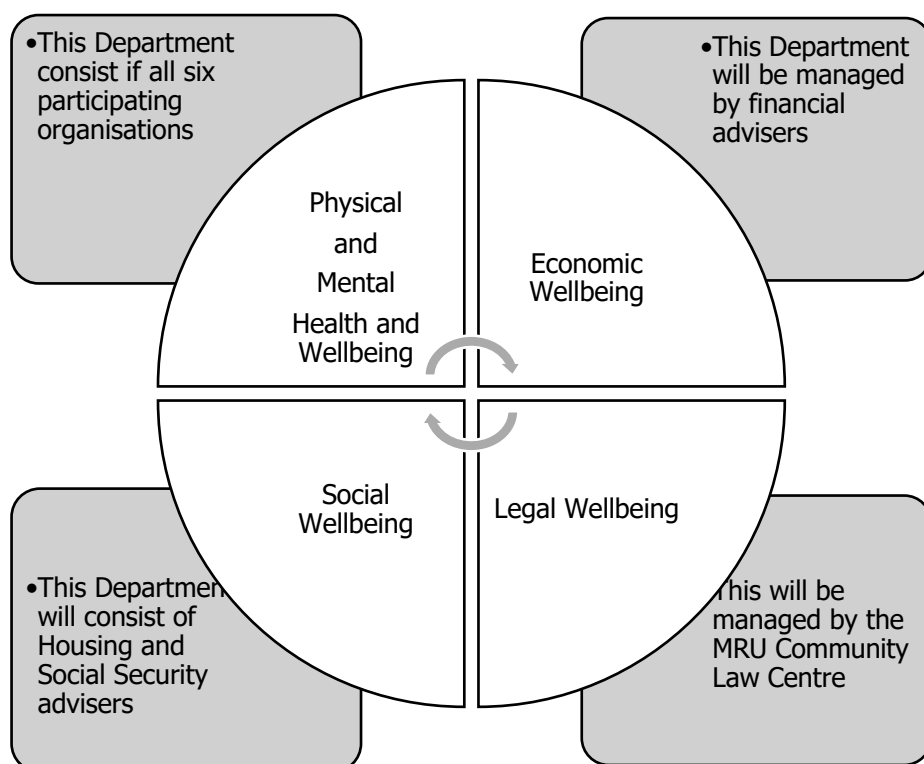 •This Department
consist if all six
participating
organisations
•This Department
will be managed
by financial
advisers
Physical
and
Mental
Health and
Wellbeing
Economic
Wellbeing
Social
Wellbeing
Legal Wellbeing
•This Departmen
will consist of
Housing and
Social Security
advisers
This will be
managed by the
MRU Community
Law Centre